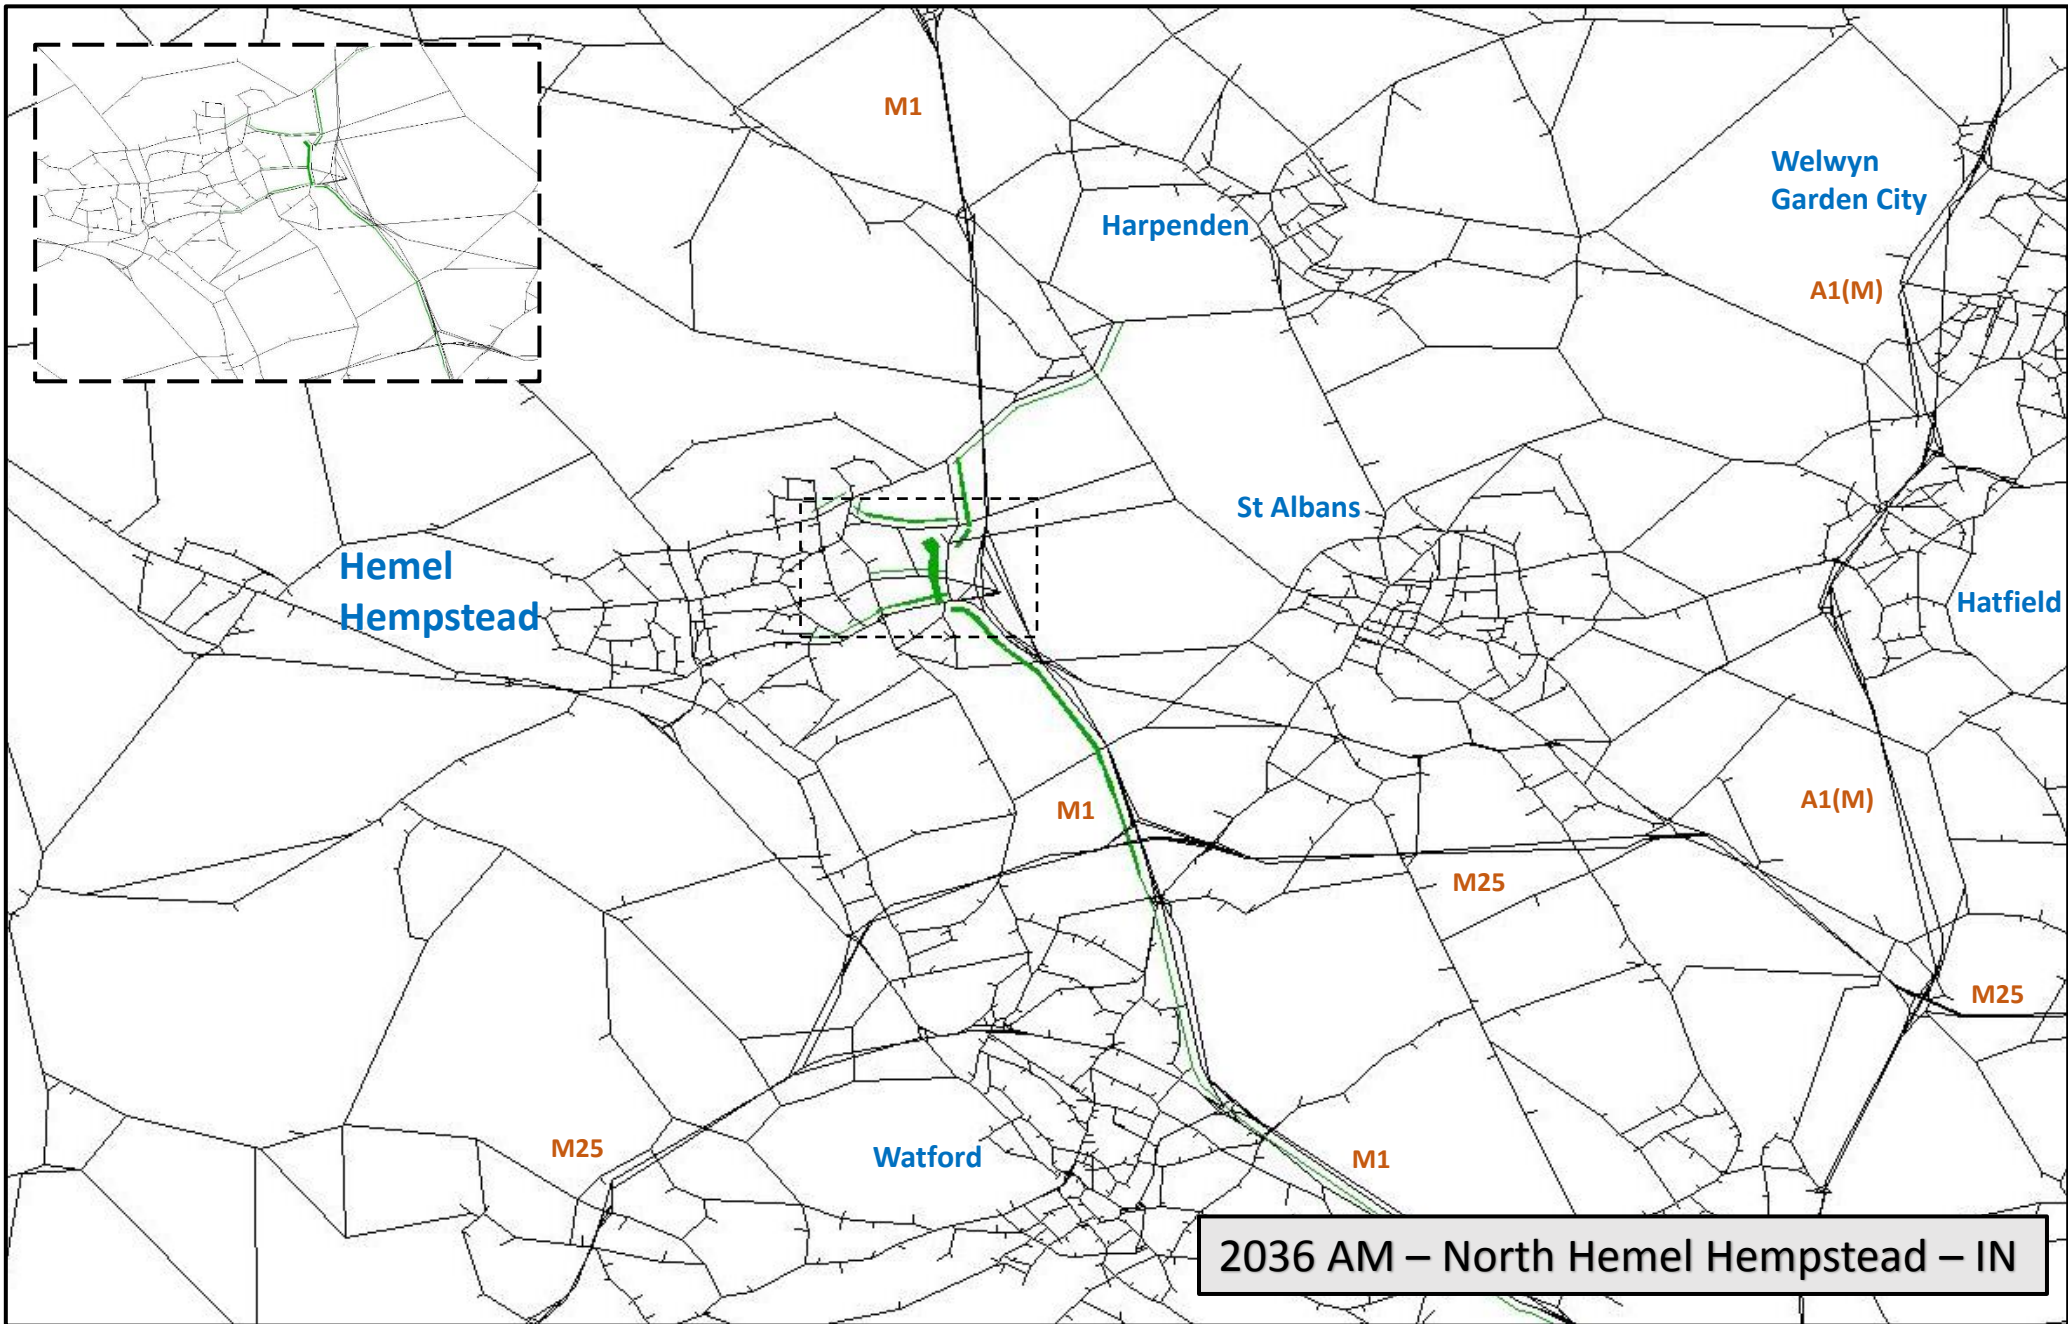 M1
Welwyn
Garden City
Harpenden
A1(M)
St Albans
Hemel
Hempstead
Hatfield
M1
A1(M)
M25
M25
M25
Watford
M1
2036 AM – North Hemel Hempstead – IN